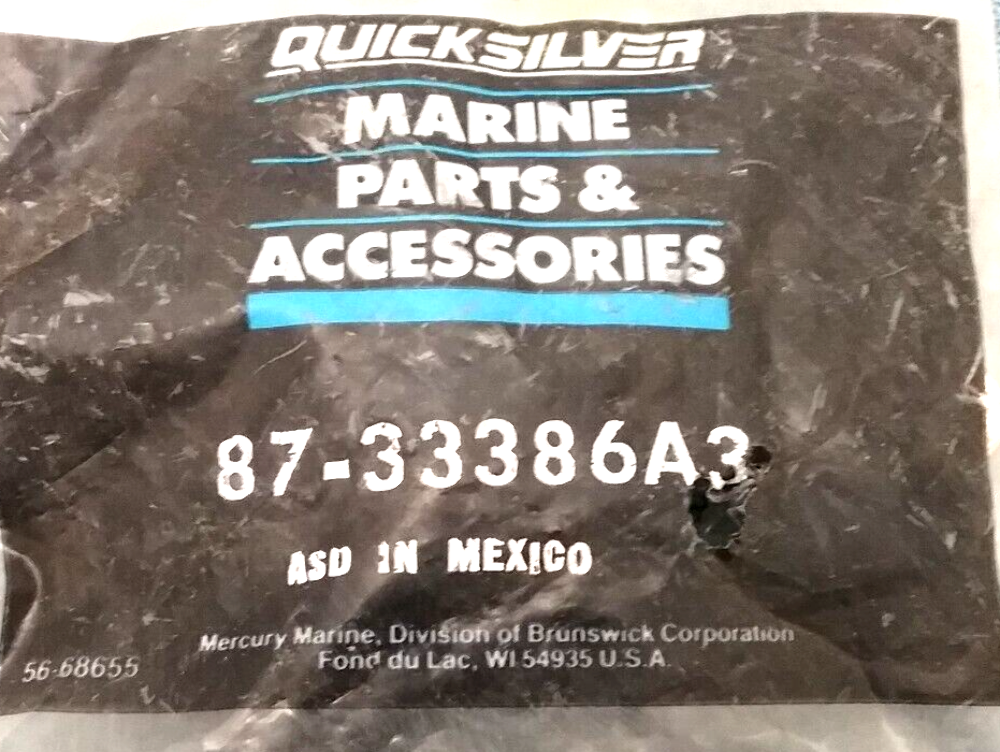 QUICKSILVER
MARINE
PARTS &
ACCESSORIES
87-33386A3
ASD IN MEXICO
Mercury Marine, Division of Brunswick Corporation
Fond du Lac, WI 54935 U.S.A.
56-68655